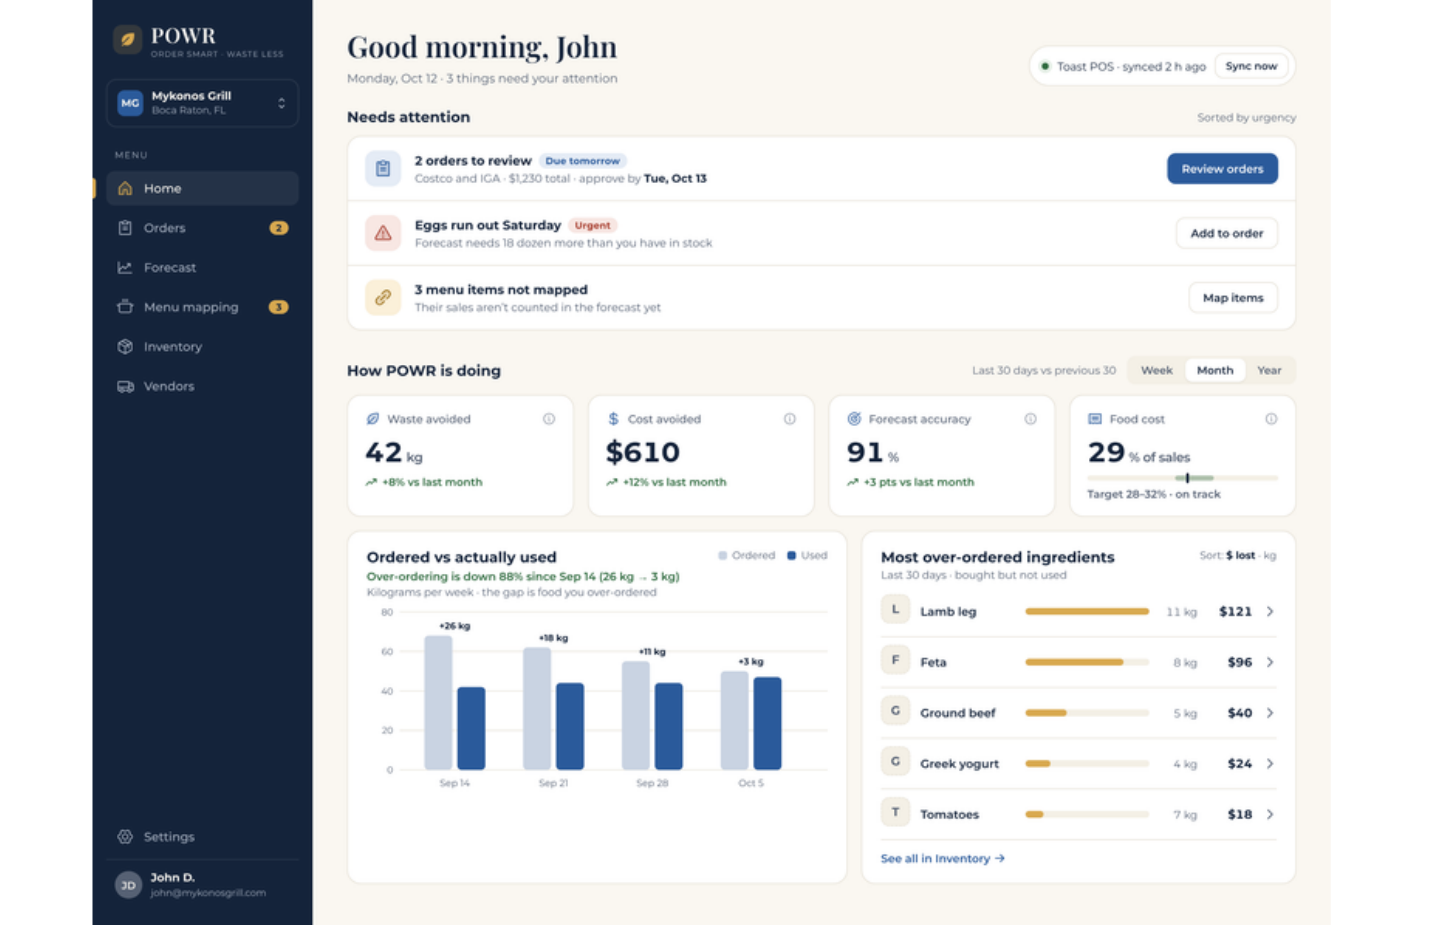 POWR
ORDER SMART · WASTE LESS
MG
Mykonos Grill
Boca Raton, FL
MENU
Home
Orders
2
Forecast
Menu mapping
3
Inventory
Vendors
Settings
JD
John D.
john@mykonosgrill.com
Good morning, John
Monday, Oct 12 · 3 things need your attention
Toast POS · synced 2 h ago
Sync now
Needs attention
Sorted by urgency
2 orders to review
Due tomorrow
Costco and IGA · $1,230 total · approve by Tue, Oct 13
Review orders
Eggs run out Saturday
Urgent
Forecast needs 18 dozen more than you have in stock
Add to order
3 menu items not mapped
Their sales aren't counted in the forecast yet
Map items
How POWR is doing
Last 30 days vs previous 30
Week
Month
Year
Waste avoided
42 kg
+8% vs last month
$ Cost avoided
$610
+12% vs last month
Forecast accuracy
91 %
+3 pts vs last month
Food cost
29 % of sales
Target 28–32% · on track
Ordered vs actually used
Ordered
Used
Over-ordering is down 88% since Sep 14 (26 kg → 3 kg)
Kilograms per week · the gap is food you over-ordered
80
60
40
20
0
+26 kg
+18 kg
+11 kg
+3 kg
Sep 14
Sep 21
Sep 28
Oct 5
Most over-ordered ingredients
Sort: $ lost · kg
Last 30 days · bought but not used
L Lamb leg 11 kg $121
F Feta 8 kg $96
G Ground beef 5 kg $40
G Greek yogurt 4 kg $24
T Tomatoes 7 kg $18
See all in Inventory →